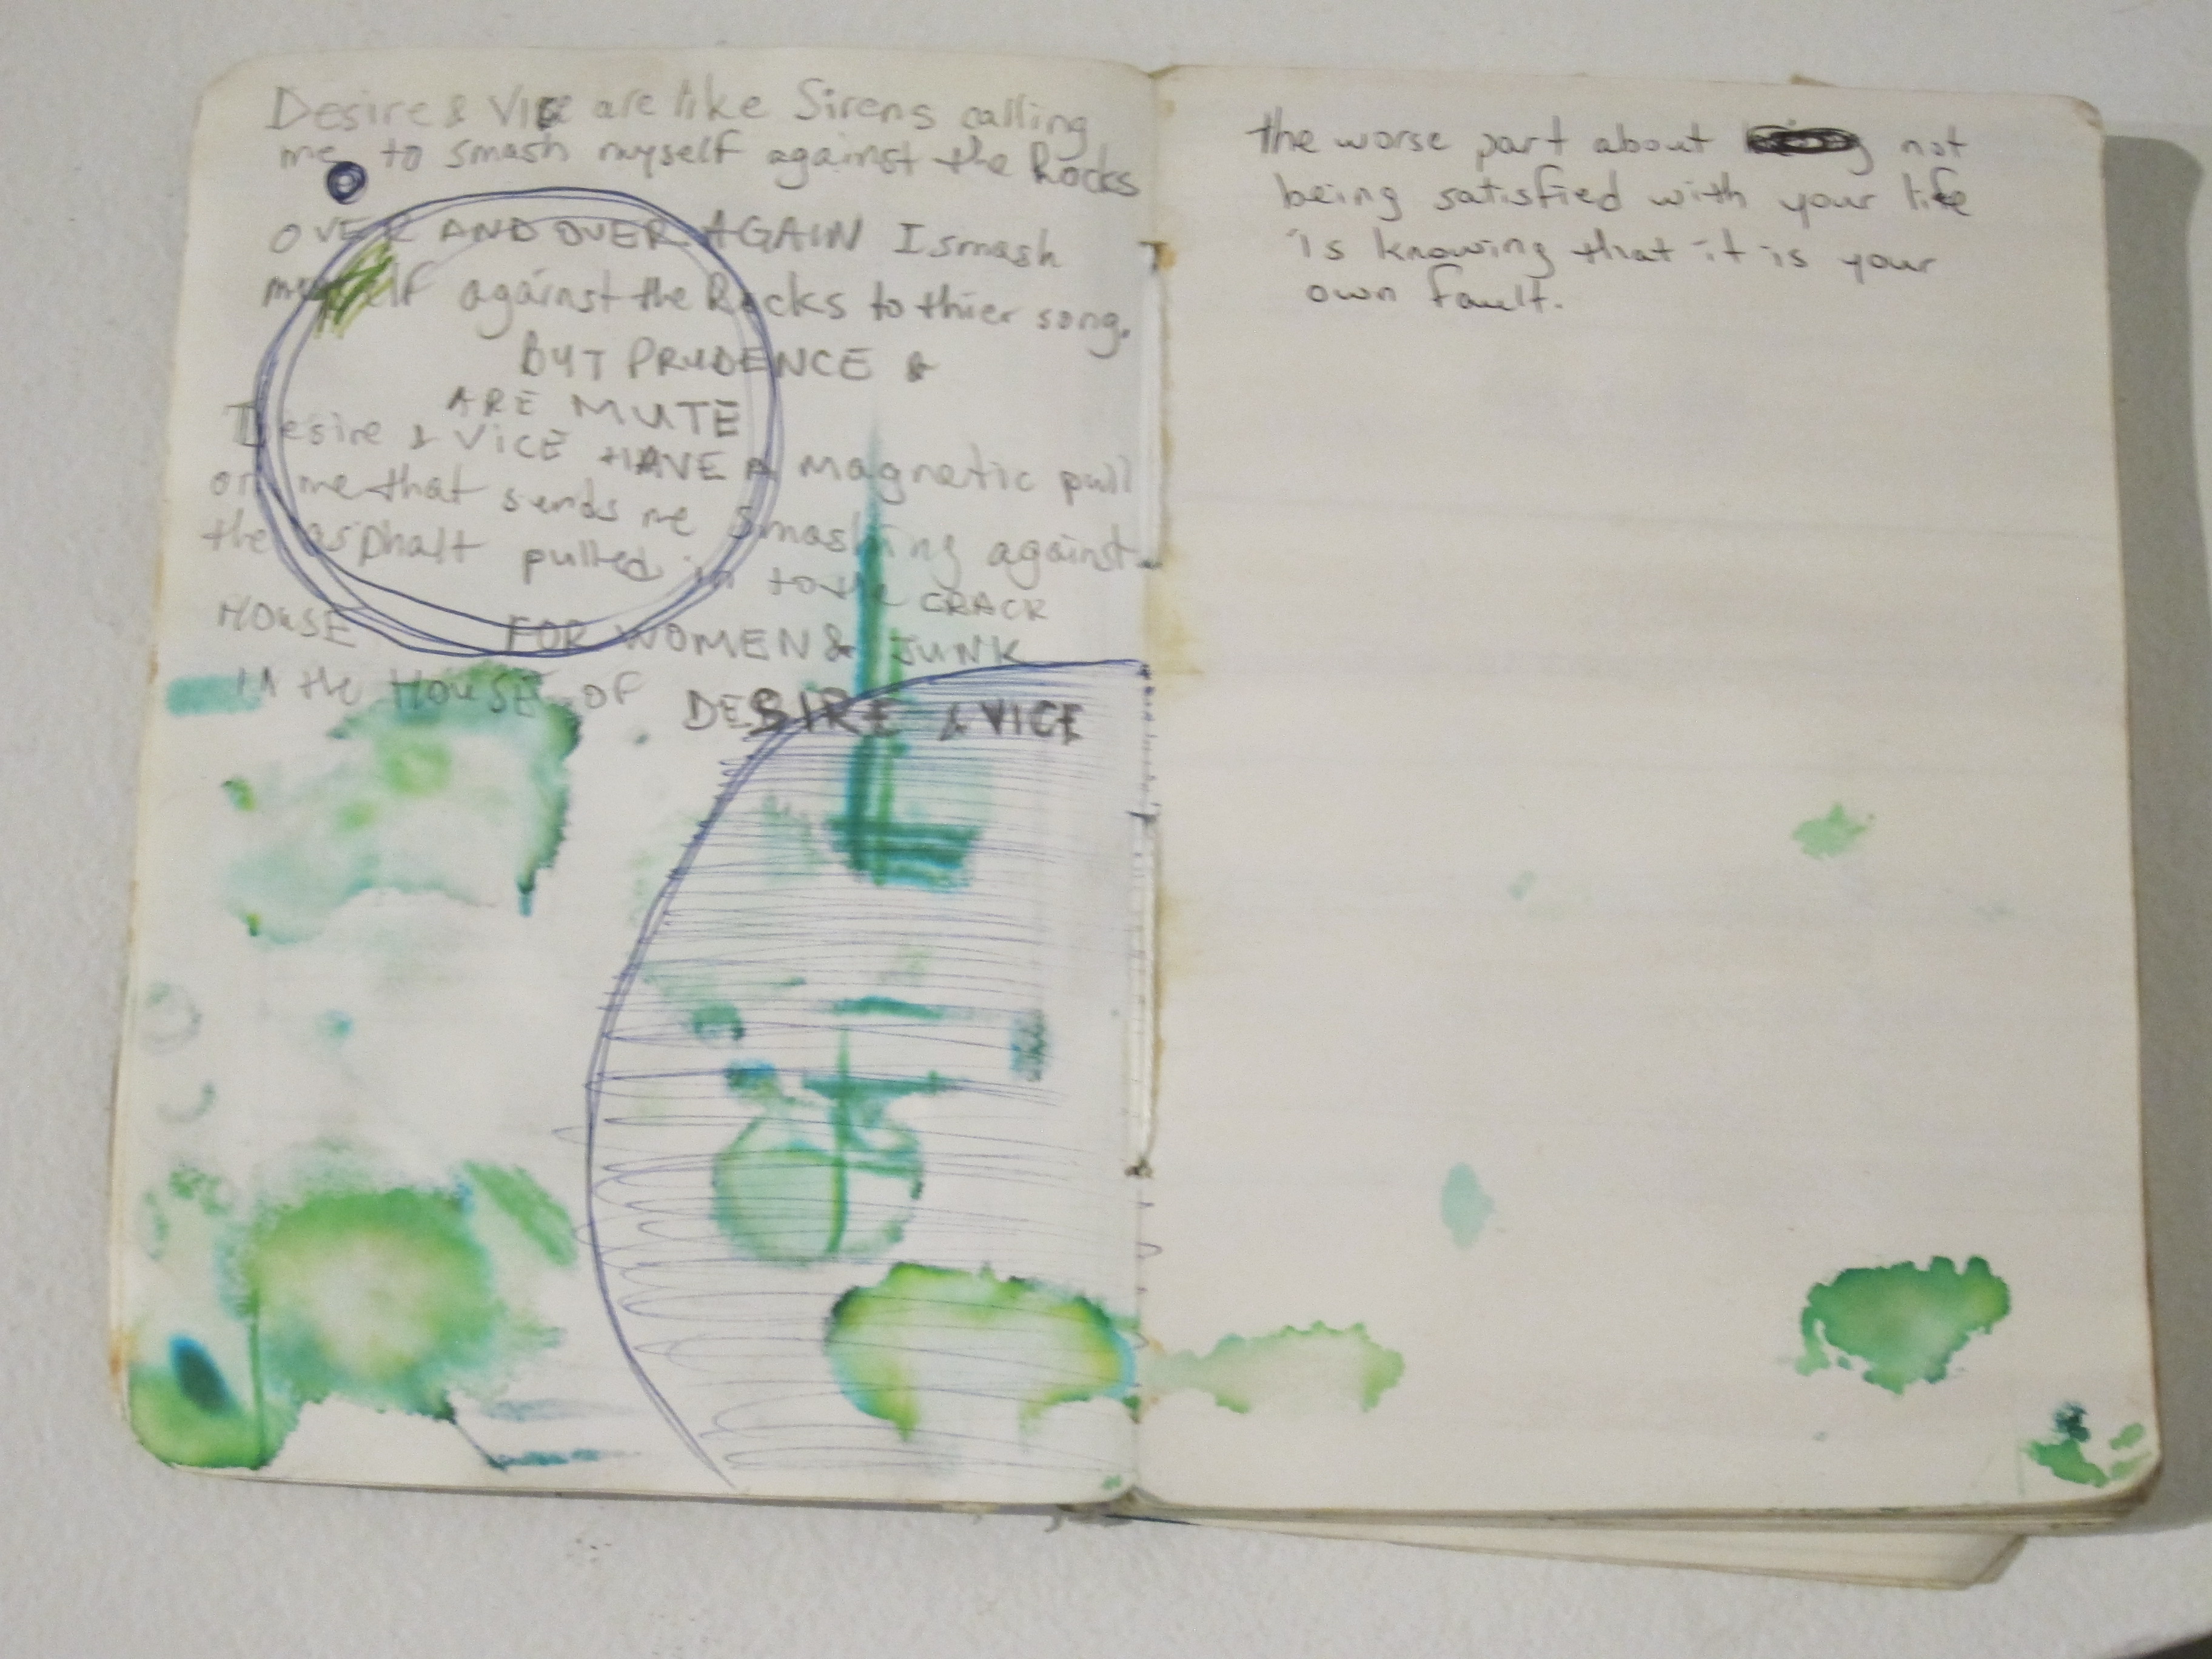 Desire & Vice are like Sirens calling
me to smash myself against the Rocks
OVER AND OVER AGAIN I smash
myself against the Rocks to thier song.
BUT PRUDENCE &
ARE MUTE
Desire & VICE HAVE A magnetic pull
on me that sends me smashing against
the asphalt pulled in to the CRACK
HOUSE FOR WOMEN & JUNK
IN the HOUSE OF DESIRE & VICE
the worse part about not
being satisfied with your life
is knowing that it is your
own fault.